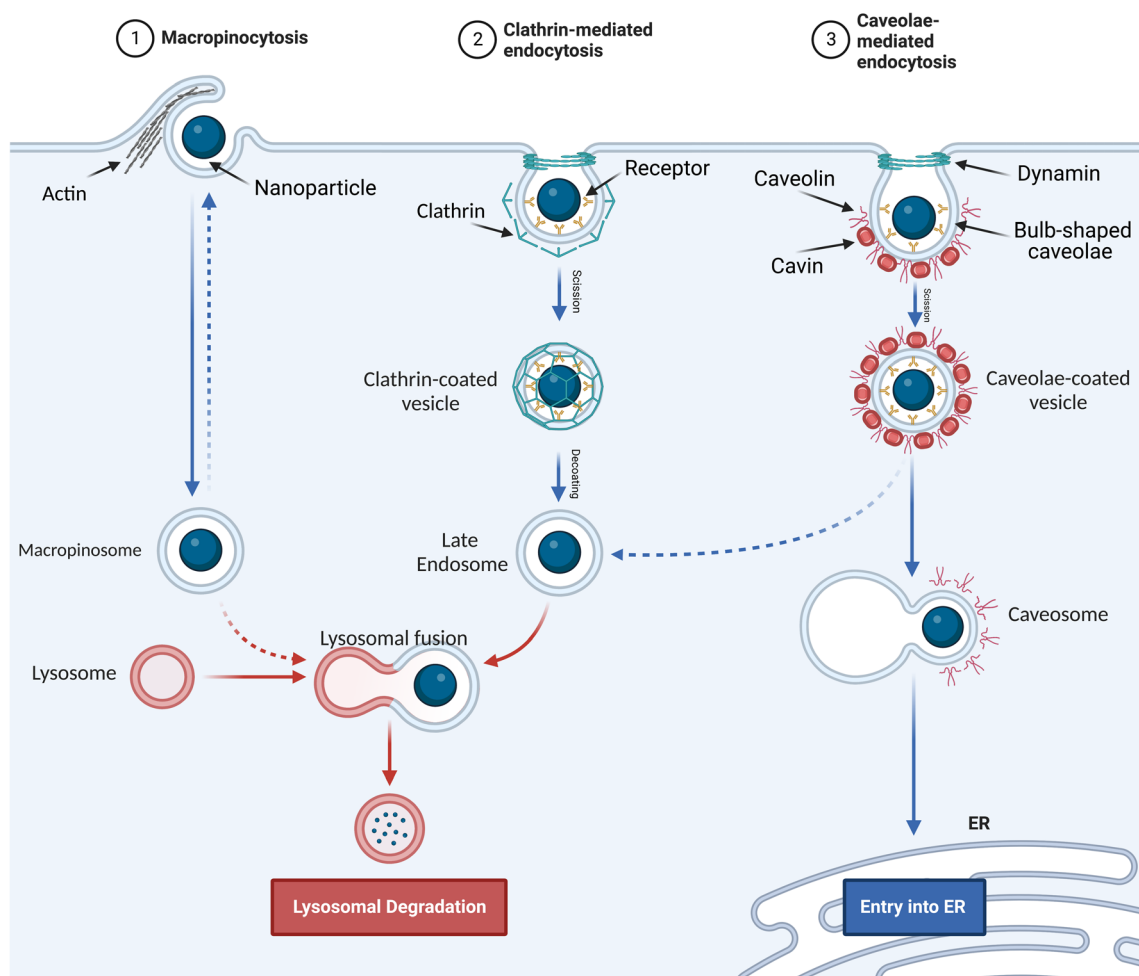 1 Macropinocytosis
2 Clathrin-mediated
endocytosis
3 Caveolae-
mediated
endocytosis
Actin
Nanoparticle
Clathrin
Receptor
Caveolin
Cavin
Dynamin
Bulb-shaped
caveolae
Scission
Scission
Clathrin-coated
vesicle
Caveolae-coated
vesicle
Decoating
Macropinosome
Late
Endosome
Caveosome
Lysosomal fusion
Lysosome
ER
Lysosomal Degradation
Entry into ER